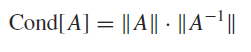 Cond[A] = ‖A‖ · ‖A⁻¹‖